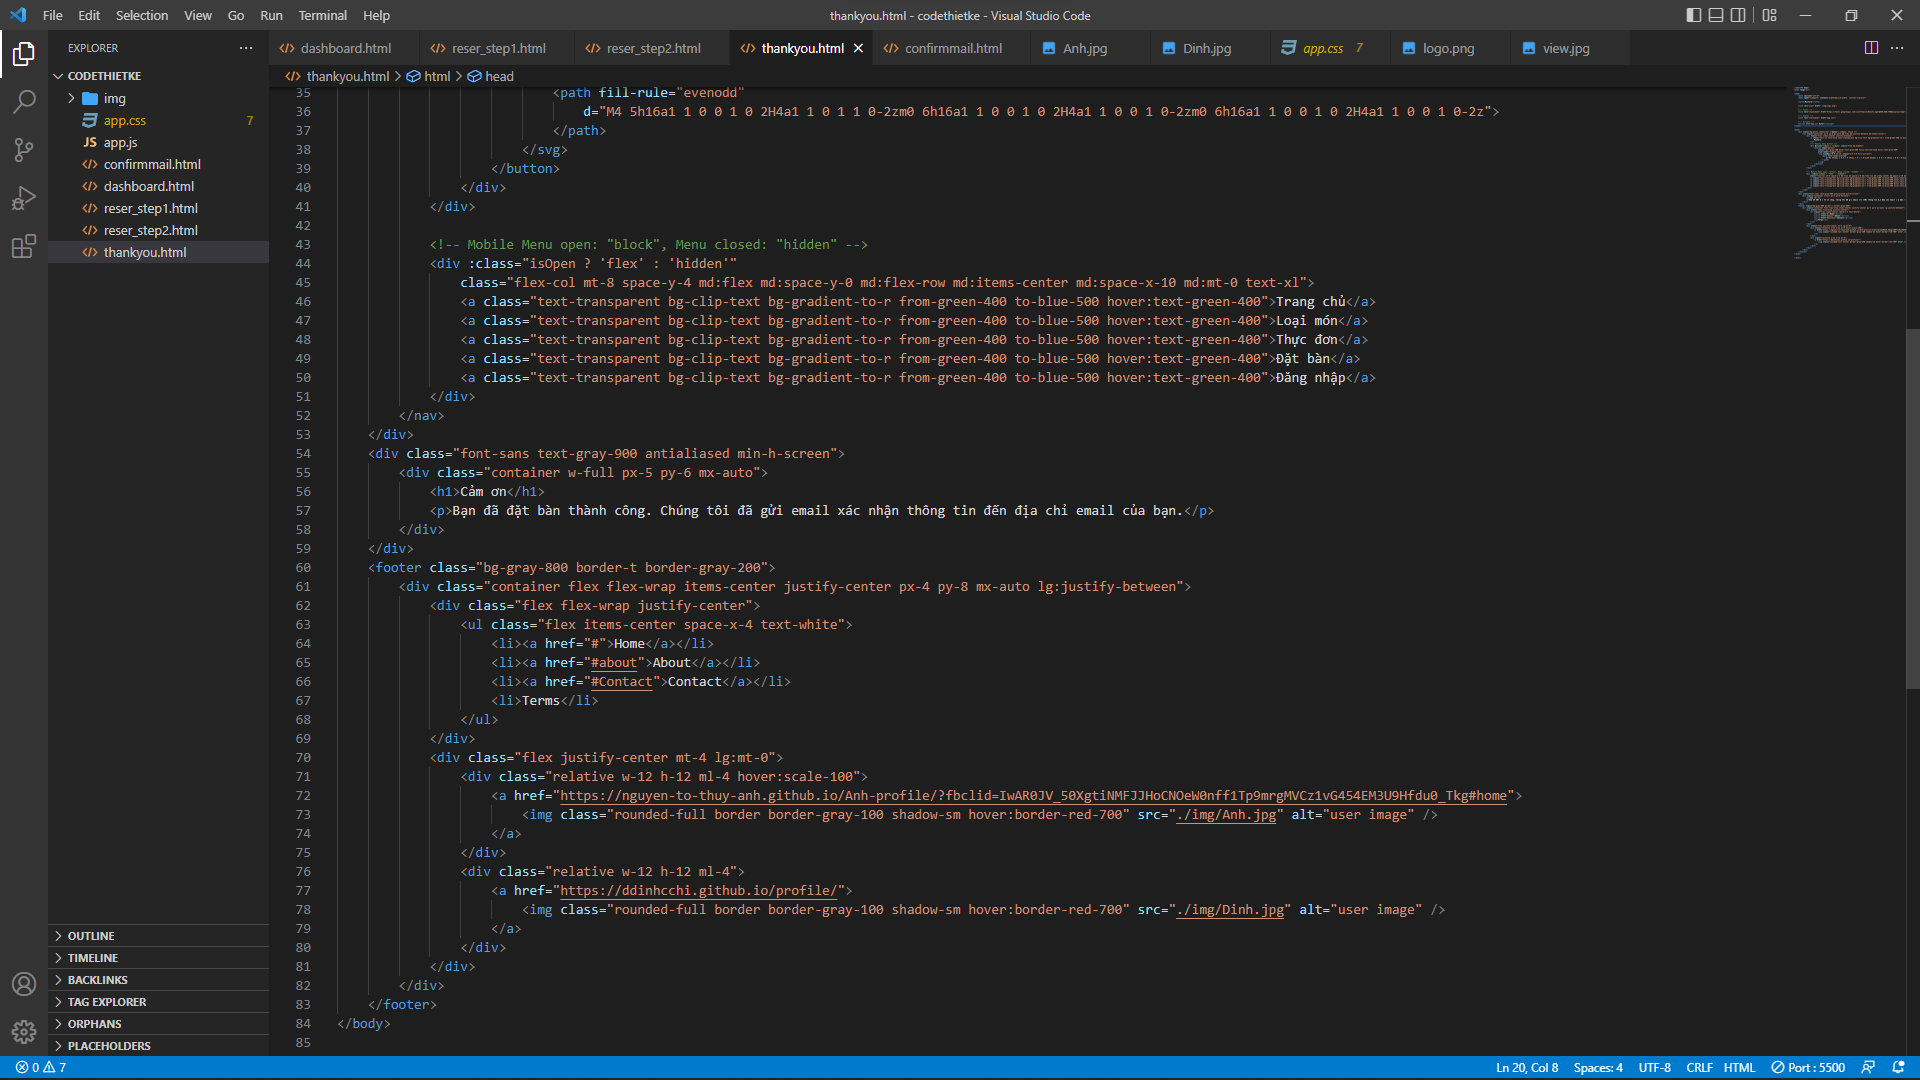 File Edit Selection View Go Run Terminal Help
thankyou.html - codethietke - Visual Studio Code
EXPLORER
dashboard.html reser_step1.html reser_step2.html thankyou.html confirmmail.html Anh.jpg Dinh.jpg app.css 7 logo.png view.jpg
thankyou.html > html > head
CODETHIETKE
img
app.css 7
app.js
confirmmail.html
dashboard.html
reser_step1.html
reser_step2.html
thankyou.html
OUTLINE
TIMELINE
BACKLINKS
TAG EXPLORER
ORPHANS
PLACEHOLDERS
35 <path fill-rule="evenodd"
36 d="M4 5h16a1 1 0 0 1 0 2H4a1 1 0 1 1 0-2zm0 6h16a1 1 0 0 1 0 2H4a1 1 0 0 1 0-2zm0 6h16a1 1 0 0 1 0 2H4a1 1 0 0 1 0-2z">
37 </path>
38 </svg>
39 </button>
40 </div>
41 </div>
42
43 <!-- Mobile Menu open: "block", Menu closed: "hidden" -->
44 <div :class="isOpen ? 'flex' : 'hidden'"
45 class="flex-col mt-8 space-y-4 md:flex md:space-y-0 md:flex-row md:items-center md:space-x-10 md:mt-0 text-xl">
46 <a class="text-transparent bg-clip-text bg-gradient-to-r from-green-400 to-blue-500 hover:text-green-400">Trang chủ</a>
47 <a class="text-transparent bg-clip-text bg-gradient-to-r from-green-400 to-blue-500 hover:text-green-400">Loại món</a>
48 <a class="text-transparent bg-clip-text bg-gradient-to-r from-green-400 to-blue-500 hover:text-green-400">Thực đơn</a>
49 <a class="text-transparent bg-clip-text bg-gradient-to-r from-green-400 to-blue-500 hover:text-green-400">Đặt bàn</a>
50 <a class="text-transparent bg-clip-text bg-gradient-to-r from-green-400 to-blue-500 hover:text-green-400">Đăng nhập</a>
51 </div>
52 </nav>
53 </div>
54 <div class="font-sans text-gray-900 antialiased min-h-screen">
55 <div class="container w-full px-5 py-6 mx-auto">
56 <h1>Cảm ơn</h1>
57 <p>Bạn đã đặt bàn thành công. Chúng tôi đã gửi email xác nhận thông tin đến địa chỉ email của bạn.</p>
58 </div>
59 </div>
60 <footer class="bg-gray-800 border-t border-gray-200">
61 <div class="container flex flex-wrap items-center justify-center px-4 py-8 mx-auto lg:justify-between">
62 <div class="flex flex-wrap justify-center">
63 <ul class="flex items-center space-x-4 text-white">
64 <li><a href="#">Home</a></li>
65 <li><a href="#about">About</a></li>
66 <li><a href="#Contact">Contact</a></li>
67 <li>Terms</li>
68 </ul>
69 </div>
70 <div class="flex justify-center mt-4 lg:mt-0">
71 <div class="relative w-12 h-12 ml-4 hover:scale-100">
72 <a href="https://nguyen-to-thuy-anh.github.io/Anh-profile/?fbclid=IwAR0JV_50XgtiNMFJJHoCNOeW0nff1Tp9mrgMVCz1vG454EM3U9Hfdu0_Tkg#home">
73 <img class="rounded-full border border-gray-100 shadow-sm hover:border-red-700" src="./img/Anh.jpg" alt="user image" />
74 </a>
75 </div>
76 <div class="relative w-12 h-12 ml-4">
77 <a href="https://ddinhcchi.github.io/profile/">
78 <img class="rounded-full border border-gray-100 shadow-sm hover:border-red-700" src="./img/Dinh.jpg" alt="user image" />
79 </a>
80 </div>
81 </div>
82 </div>
83 </footer>
84 </body>
85
0 7
Ln 20, Col 8 Spaces: 4 UTF-8 CRLF HTML Port : 5500